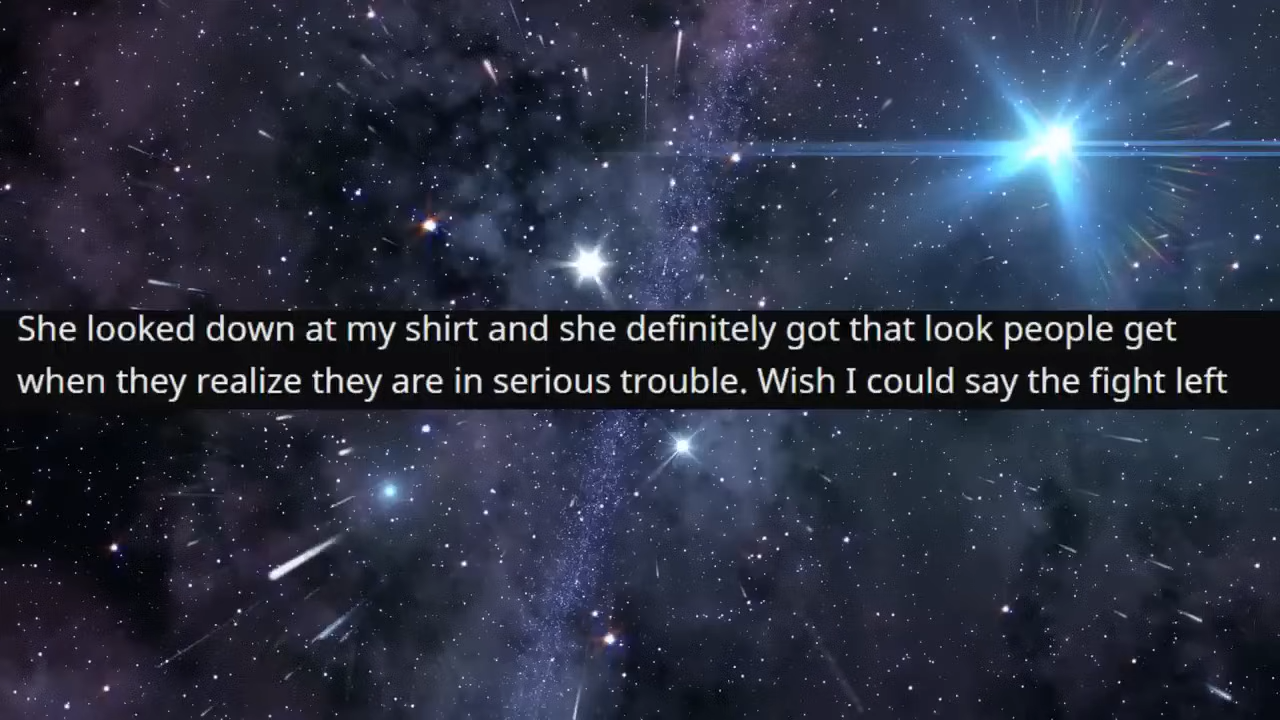 She looked down at my shirt and she definitely got that look people get
when they realize they are in serious trouble. Wish I could say the fight left